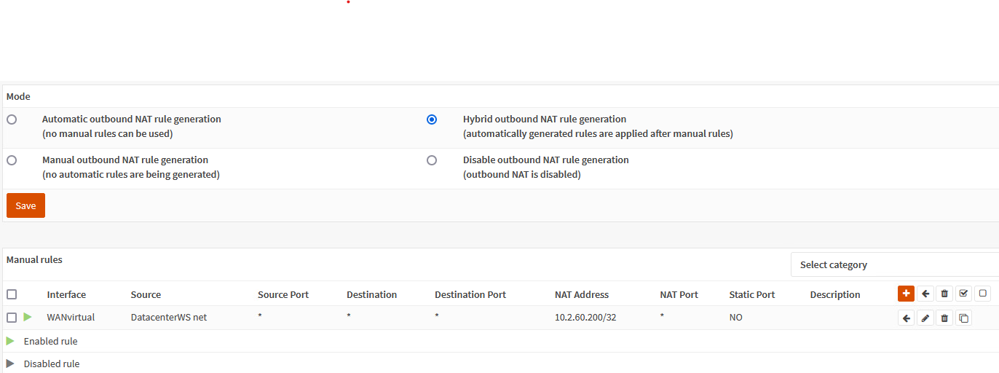 Mode
Automatic outbound NAT rule generation
(no manual rules can be used)
Hybrid outbound NAT rule generation
(automatically generated rules are applied after manual rules)
Manual outbound NAT rule generation
(no automatic rules are being generated)
Disable outbound NAT rule generation
(outbound NAT is disabled)
Save
Manual rules
Select category
Interface Source Source Port Destination Destination Port NAT Address NAT Port Static Port Description
WANvirtual DatacenterWS net * * * 10.2.60.200/32 * NO
Enabled rule
Disabled rule